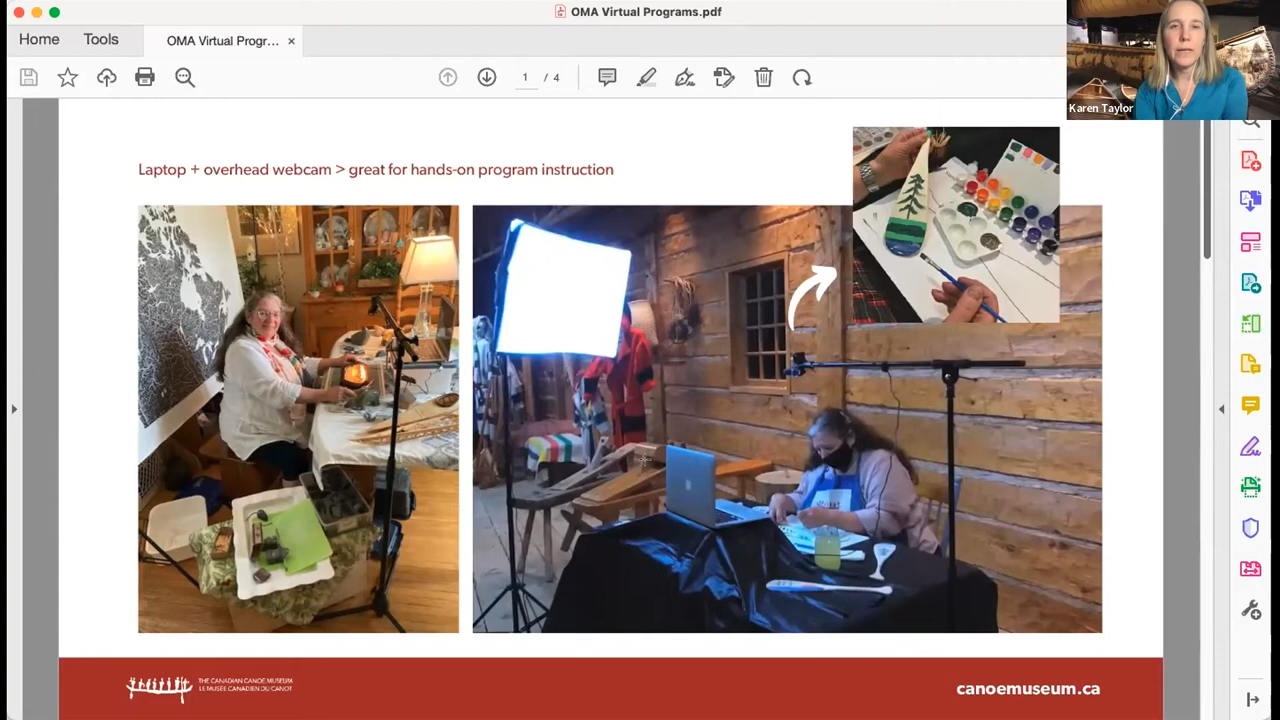 OMA Virtual Programs.pdf
Home
Tools
OMA Virtual Progr...
1 / 4
Karen Taylor
Laptop + overhead webcam > great for hands-on program instruction
THE CANADIAN CANOE MUSEUM
LE MUSÉE CANADIEN DU CANOT
canoemuseum.ca